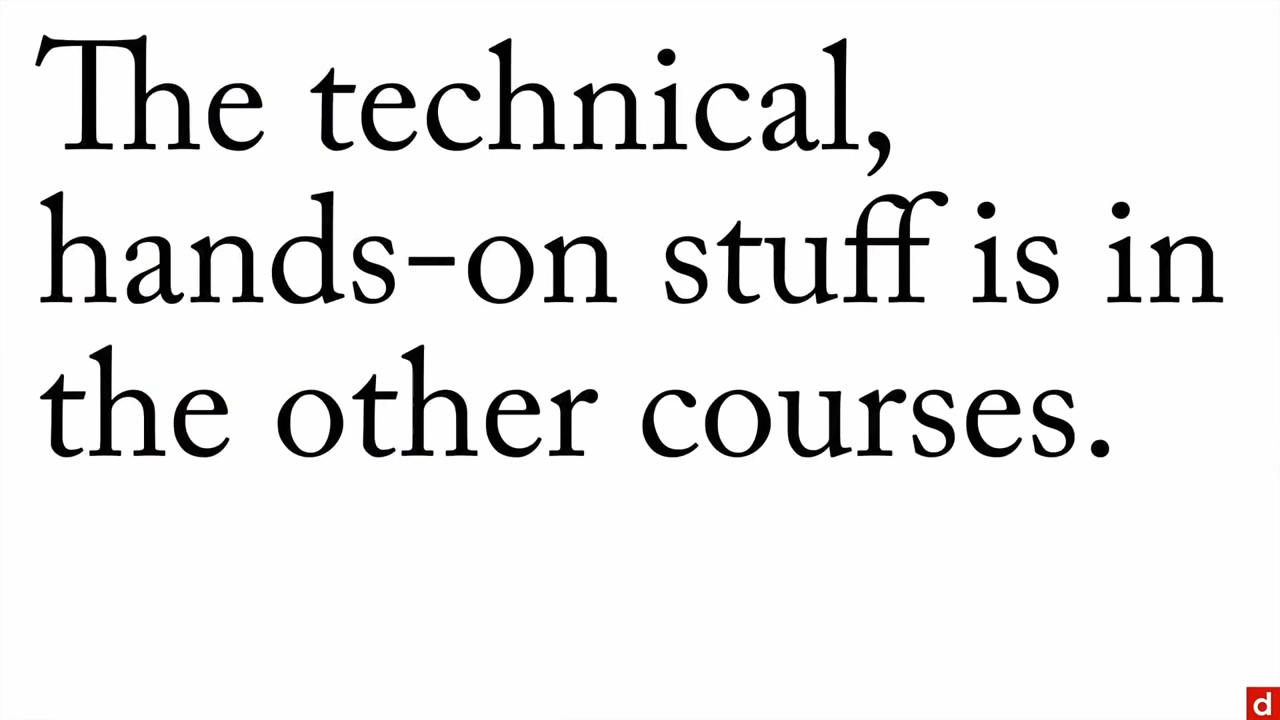 The technical,
hands-on stuff is in
the other courses.
d